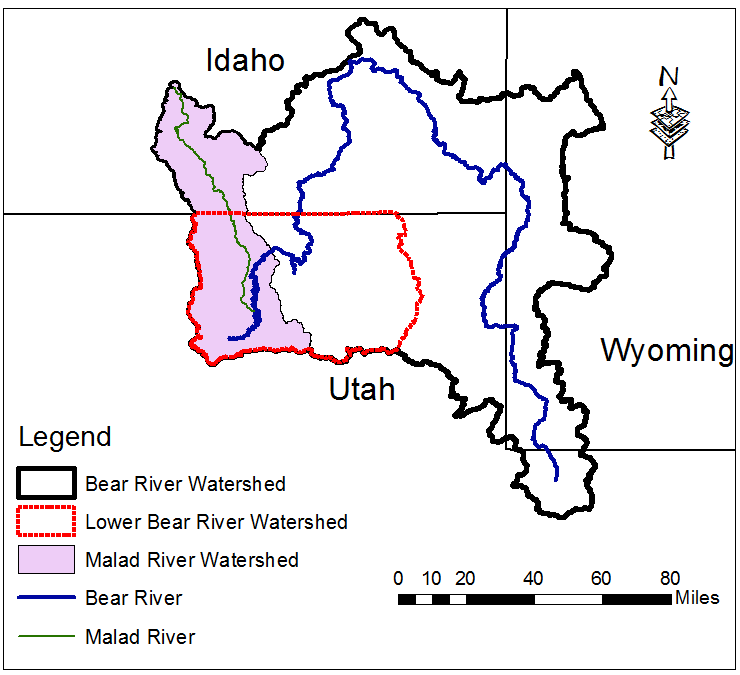 Idaho
N
Wyoming
Utah
Legend
Bear River Watershed
Lower Bear River Watershed
Malad River Watershed
Bear River
Malad River
0 10 20 40 60 80
Miles